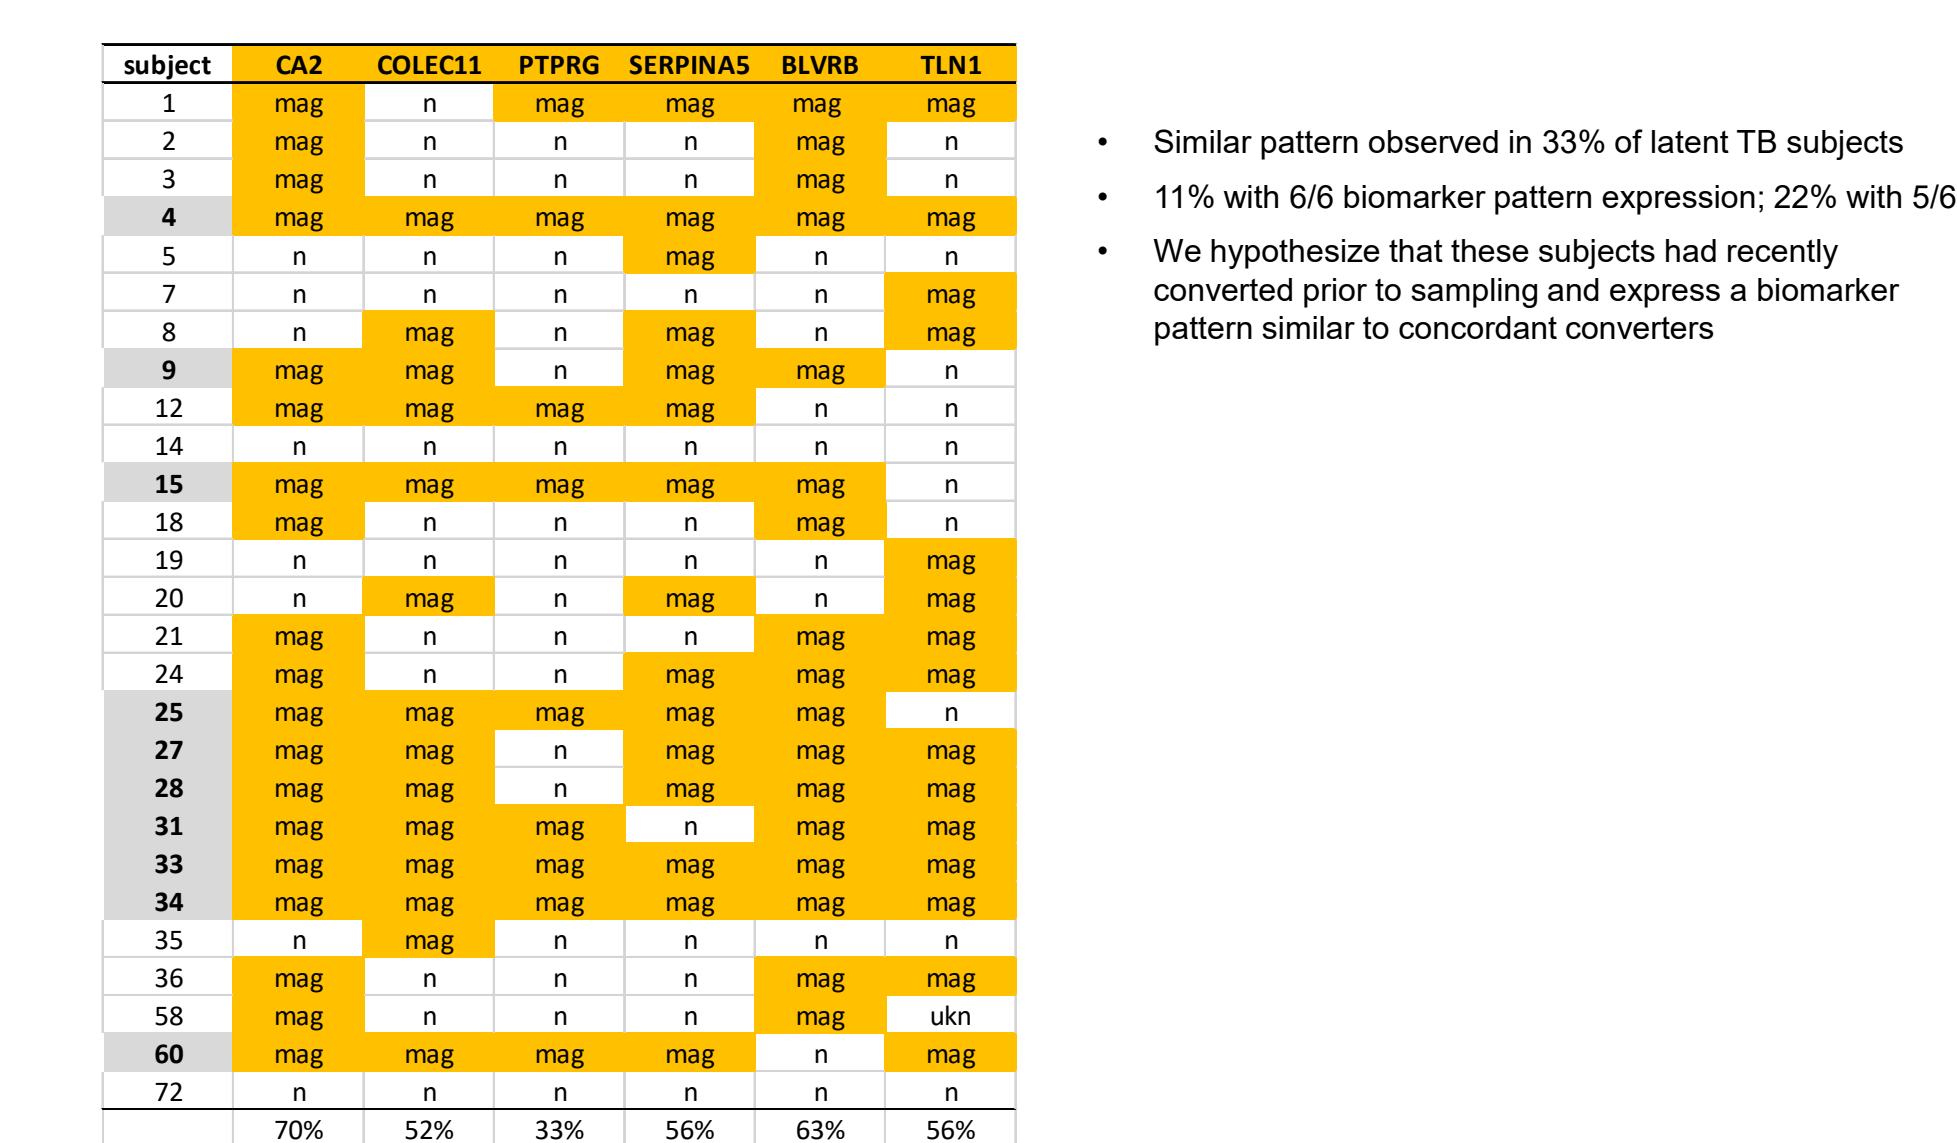 subject CA2 COLEC11 PTPRG SERPINA5 BLVRB TLN1
1 mag n mag mag mag mag
2 mag n n n mag n
3 mag n n n mag n
4 mag mag mag mag mag mag
5 n n n mag n n
7 n n n n n mag
8 n mag n mag n mag
9 mag mag n mag mag n
12 mag mag mag mag n n
14 n n n n n n
15 mag mag mag mag mag n
18 mag n n n mag n
19 n n n n n mag
20 n mag n mag n mag
21 mag n n n mag mag
24 mag n n mag mag mag
25 mag mag mag mag mag n
27 mag mag n mag mag mag
28 mag mag n mag mag mag
31 mag mag mag n mag mag
33 mag mag mag mag mag mag
34 mag mag mag mag mag mag
35 n mag n n n n
36 mag n n n mag mag
58 mag n n n mag ukn
60 mag mag mag mag n mag
72 n n n n n n
70% 52% 33% 56% 63% 56%
• Similar pattern observed in 33% of latent TB subjects
• 11% with 6/6 biomarker pattern expression; 22% with 5/6
• We hypothesize that these subjects had recently
converted prior to sampling and express a biomarker
pattern similar to concordant converters